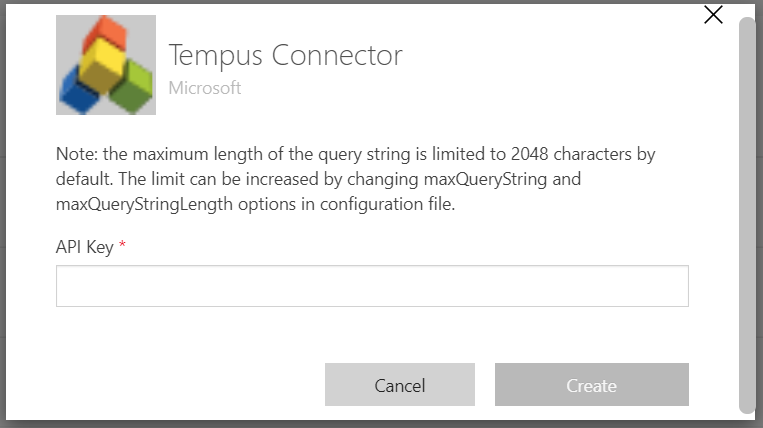 Tempus Connector
Microsoft
Note: the maximum length of the query string is limited to 2048 characters by
default. The limit can be increased by changing maxQueryString and
maxQueryStringLength options in configuration file.
API Key *
Cancel
Create